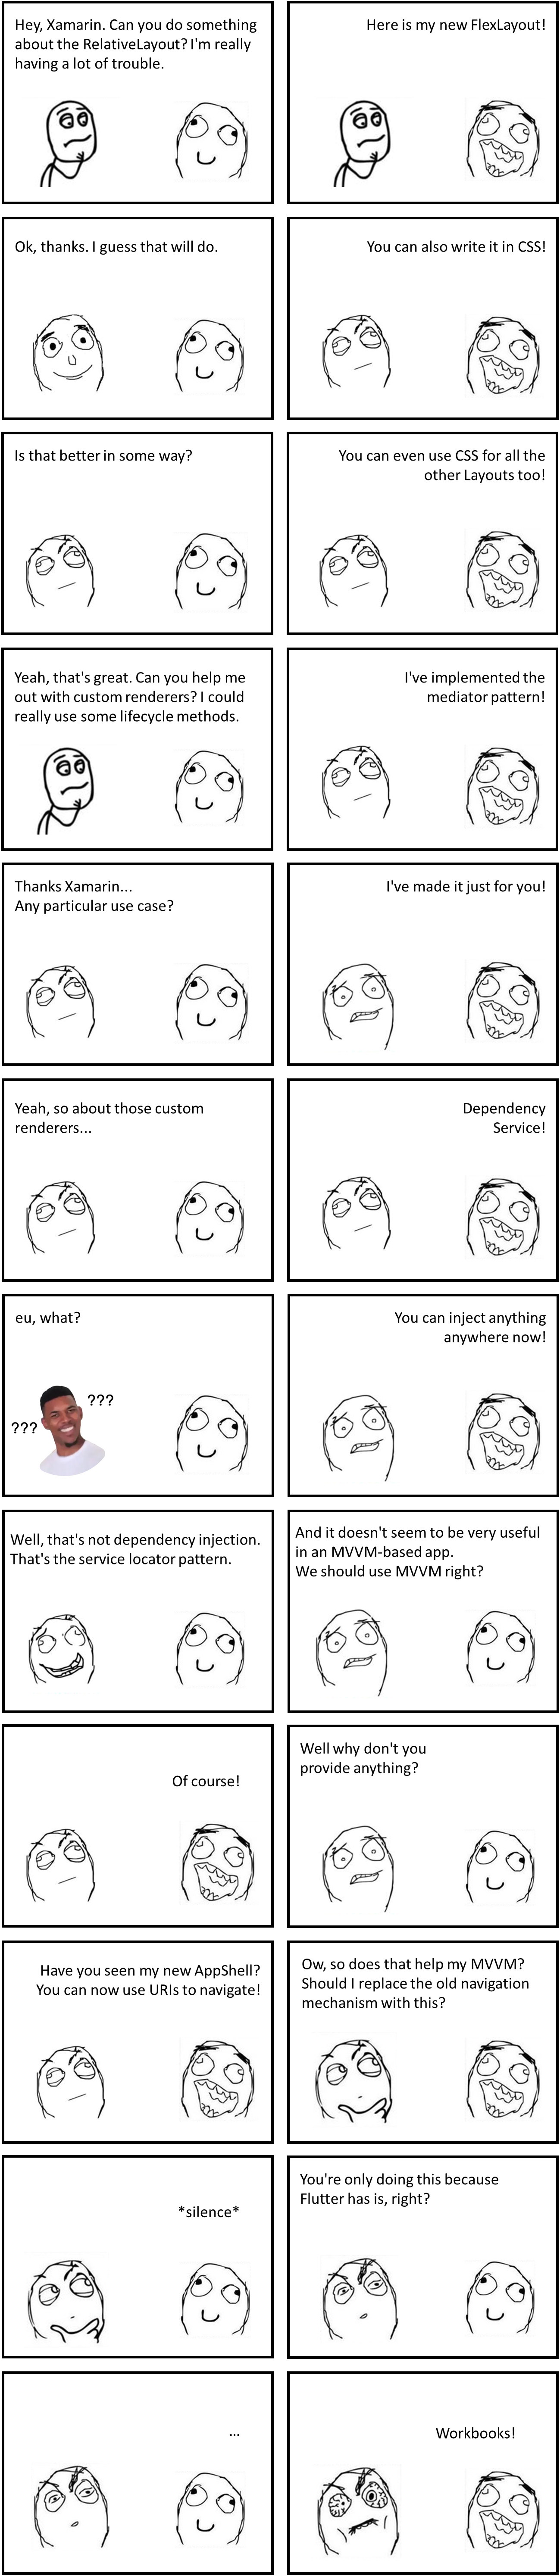 Hey, Xamarin. Can you do something
about the RelativeLayout? I'm really
having a lot of trouble.
Here is my new FlexLayout!
Ok, thanks. I guess that will do.
You can also write it in CSS!
Is that better in some way?
You can even use CSS for all the
other Layouts too!
Yeah, that's great. Can you help me
out with custom renderers? I could
really use some lifecycle methods.
I've implemented the
mediator pattern!
Thanks Xamarin...
Any particular use case?
I've made it just for you!
Yeah, so about those custom
renderers...
Dependency
Service!
eu, what?
???
???
You can inject anything
anywhere now!
Well, that's not dependency injection.
That's the service locator pattern.
And it doesn't seem to be very useful
in an MVVM-based app.
We should use MVVM right?
Of course!
Well why don't you
provide anything?
Have you seen my new AppShell?
You can now use URIs to navigate!
Ow, so does that help my MVVM?
Should I replace the old navigation
mechanism with this?
*silence*
You're only doing this because
Flutter has is, right?
...
Workbooks!